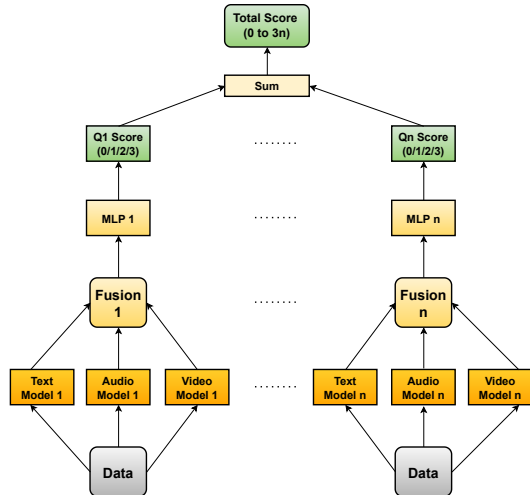 Total Score
(0 to 3n)
Sum
Q1 Score
(0/1/2/3)
........
Qn Score
(0/1/2/3)
MLP 1
........
MLP n
Fusion
1
........
Fusion
n
Text
Model 1
Audio
Model 1
Video
Model 1
........
Text
Model n
Audio
Model n
Video
Model n
Data
Data